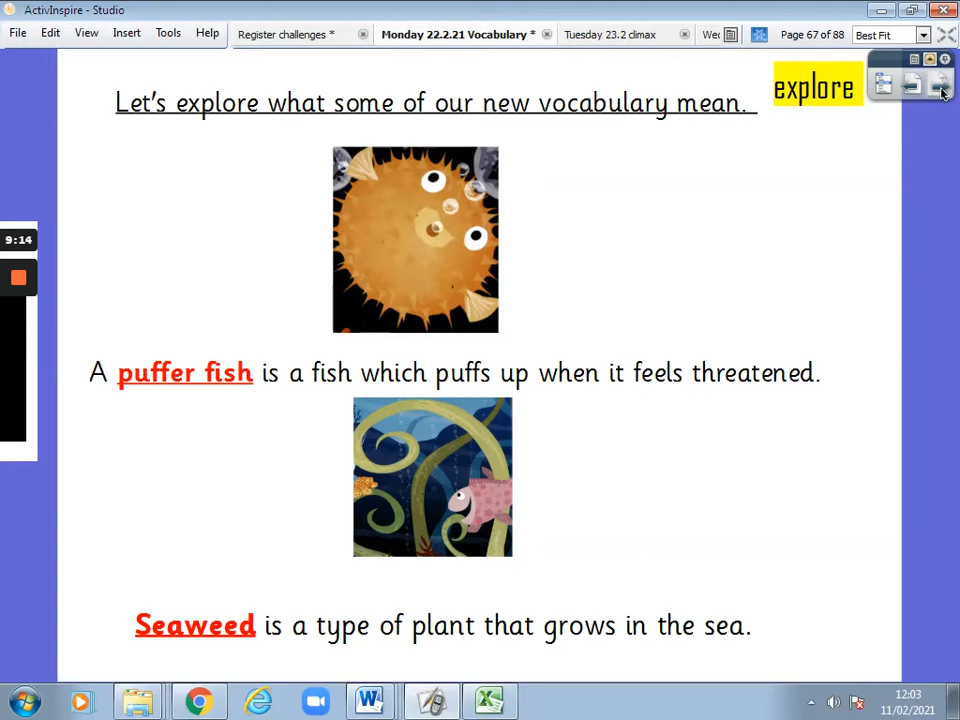 ActivInspire - Studio
File Edit View Insert Tools Help
Register challenges * Monday 22.2.21 Vocabulary * Tuesday 23.2 climax Wec Page 67 of 88 Best Fit
Let's explore what some of our new vocabulary mean.
explore
9:14
A puffer fish is a fish which puffs up when it feels threatened.
Seaweed is a type of plant that grows in the sea.
12:03
11/02/2021